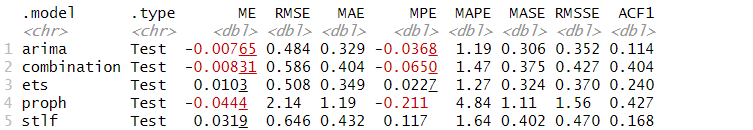 .model .type ME RMSE MAE MPE MAPE MASE RMSSE ACF1
<chr> <chr> <dbl> <dbl> <dbl> <dbl> <dbl> <dbl> <dbl> <dbl>
1 arima Test -0.00765 0.484 0.329 -0.0368 1.19 0.306 0.352 0.114
2 combination Test -0.00831 0.586 0.404 -0.0650 1.47 0.375 0.427 0.404
3 ets Test 0.0103 0.508 0.349 0.0227 1.27 0.324 0.370 0.240
4 proph Test -0.0444 2.14 1.19 -0.211 4.84 1.11 1.56 0.427
5 stlf Test 0.0319 0.646 0.432 0.117 1.64 0.402 0.470 0.168